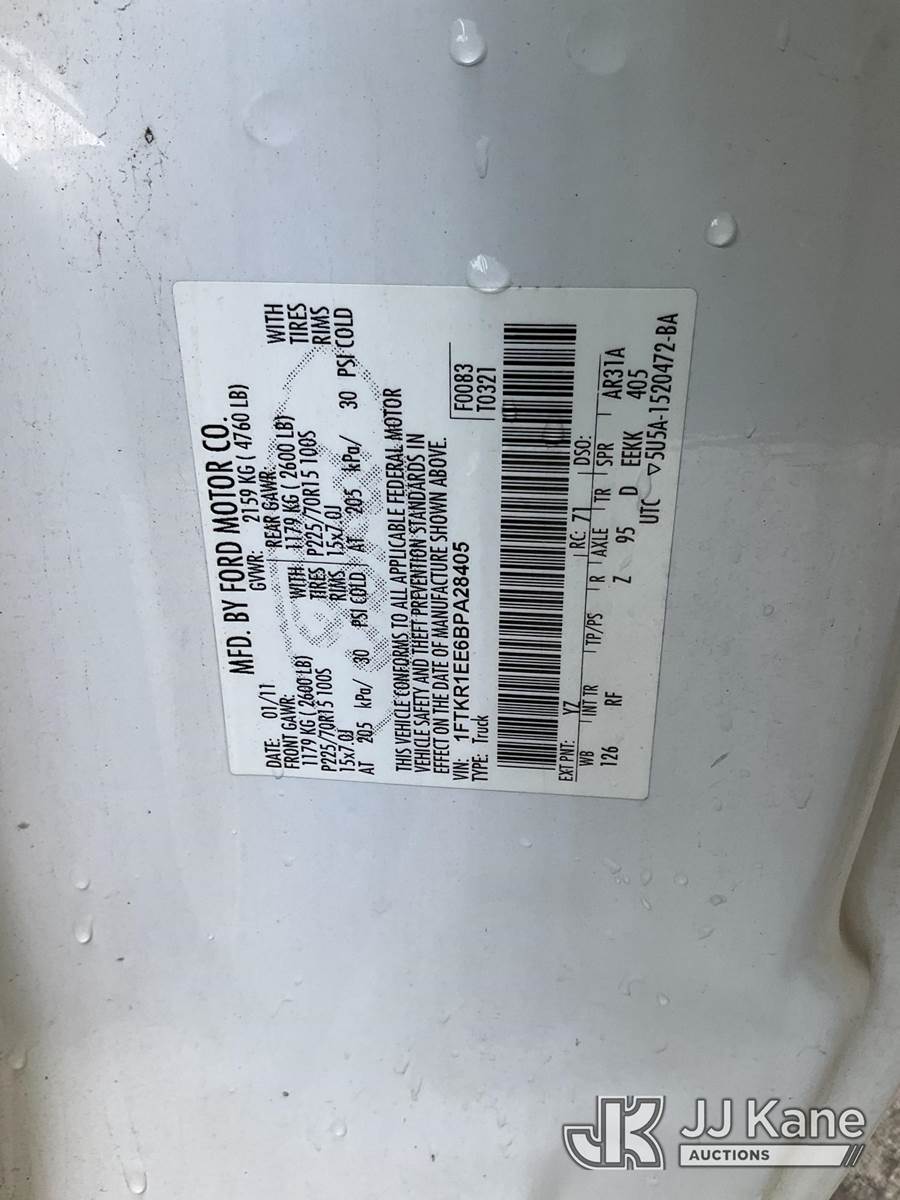 MFD. BY FORD MOTOR CO.
DATE: 01/11 GVWR: 2159 KG ( 4760 LB)
FRONT GAWR: REAR GAWR:
1179 KG ( 2600 LB) WITH 1179 KG ( 2600 LB) WITH
P225/70R15 100S TIRES P225/70R15 100S TIRES
15x7.0J RIMS 15x7.0J RIMS
AT 205 kPa/ 30 PSI COLD AT 205 kPa/ 30 PSI COLD
THIS VEHICLE CONFORMS TO ALL APPLICABLE FEDERAL MOTOR
VEHICLE SAFETY AND THEFT PREVENTION STANDARDS IN
EFFECT ON THE DATE OF MANUFACTURE SHOWN ABOVE.
VIN: 1FTKR1EE6BPA28405 F0083
TYPE: Truck T0321
EXT PNT: YZ RC: 71 DSO:
WB INT TR TP/PS R AXLE TR SPR AR31A
126 RF Z 95 D EEKK 405
UTC ▽5U5A-1520472-BA
JK JJ Kane
AUCTIONS